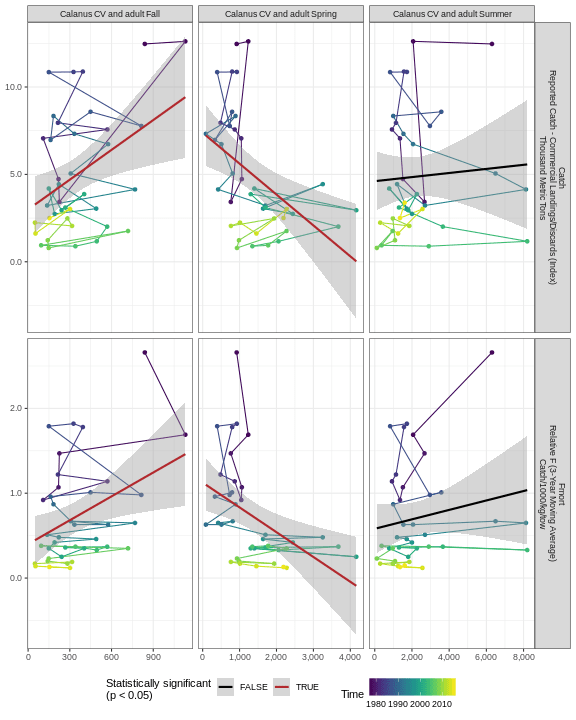 Calanus CV and adult Fall
Calanus CV and adult Spring
Calanus CV and adult Summer
10.0
5.0
0.0
Catch
Reported Catch - Commercial Landings/Discards (Index)
Thousand Metric Tons
2.0
1.0
0.0
Fmort
Relative F (3-Year Moving Average)
Catch/1000/kg/tow
0 300 600 900
0 1,000 2,000 3,000 4,000
0 2,000 4,000 6,000 8,000
Statistically significant
(p < 0.05)
FALSE
TRUE
Time
1980 1990 2000 2010